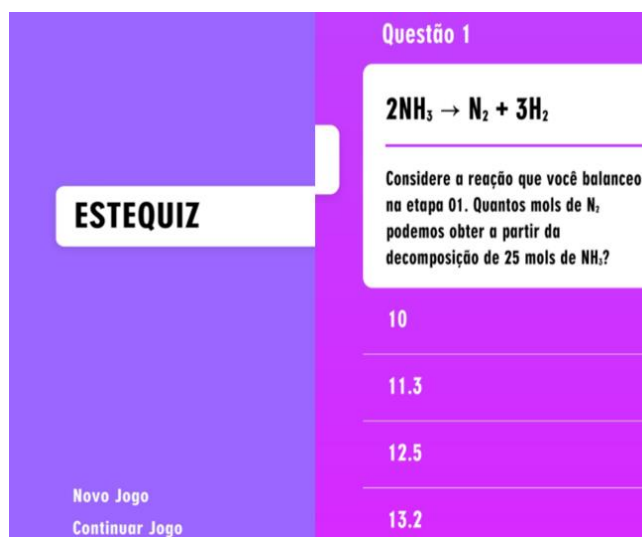 ESTEQUIZ
Novo Jogo
Continuar Jogo
Questão 1
2NH₃ → N₂ + 3H₂
Considere a reação que você balanceo
na etapa 01. Quantos mols de N₂
podemos obter a partir da
decomposição de 25 mols de NH₃?
10
11.3
12.5
13.2